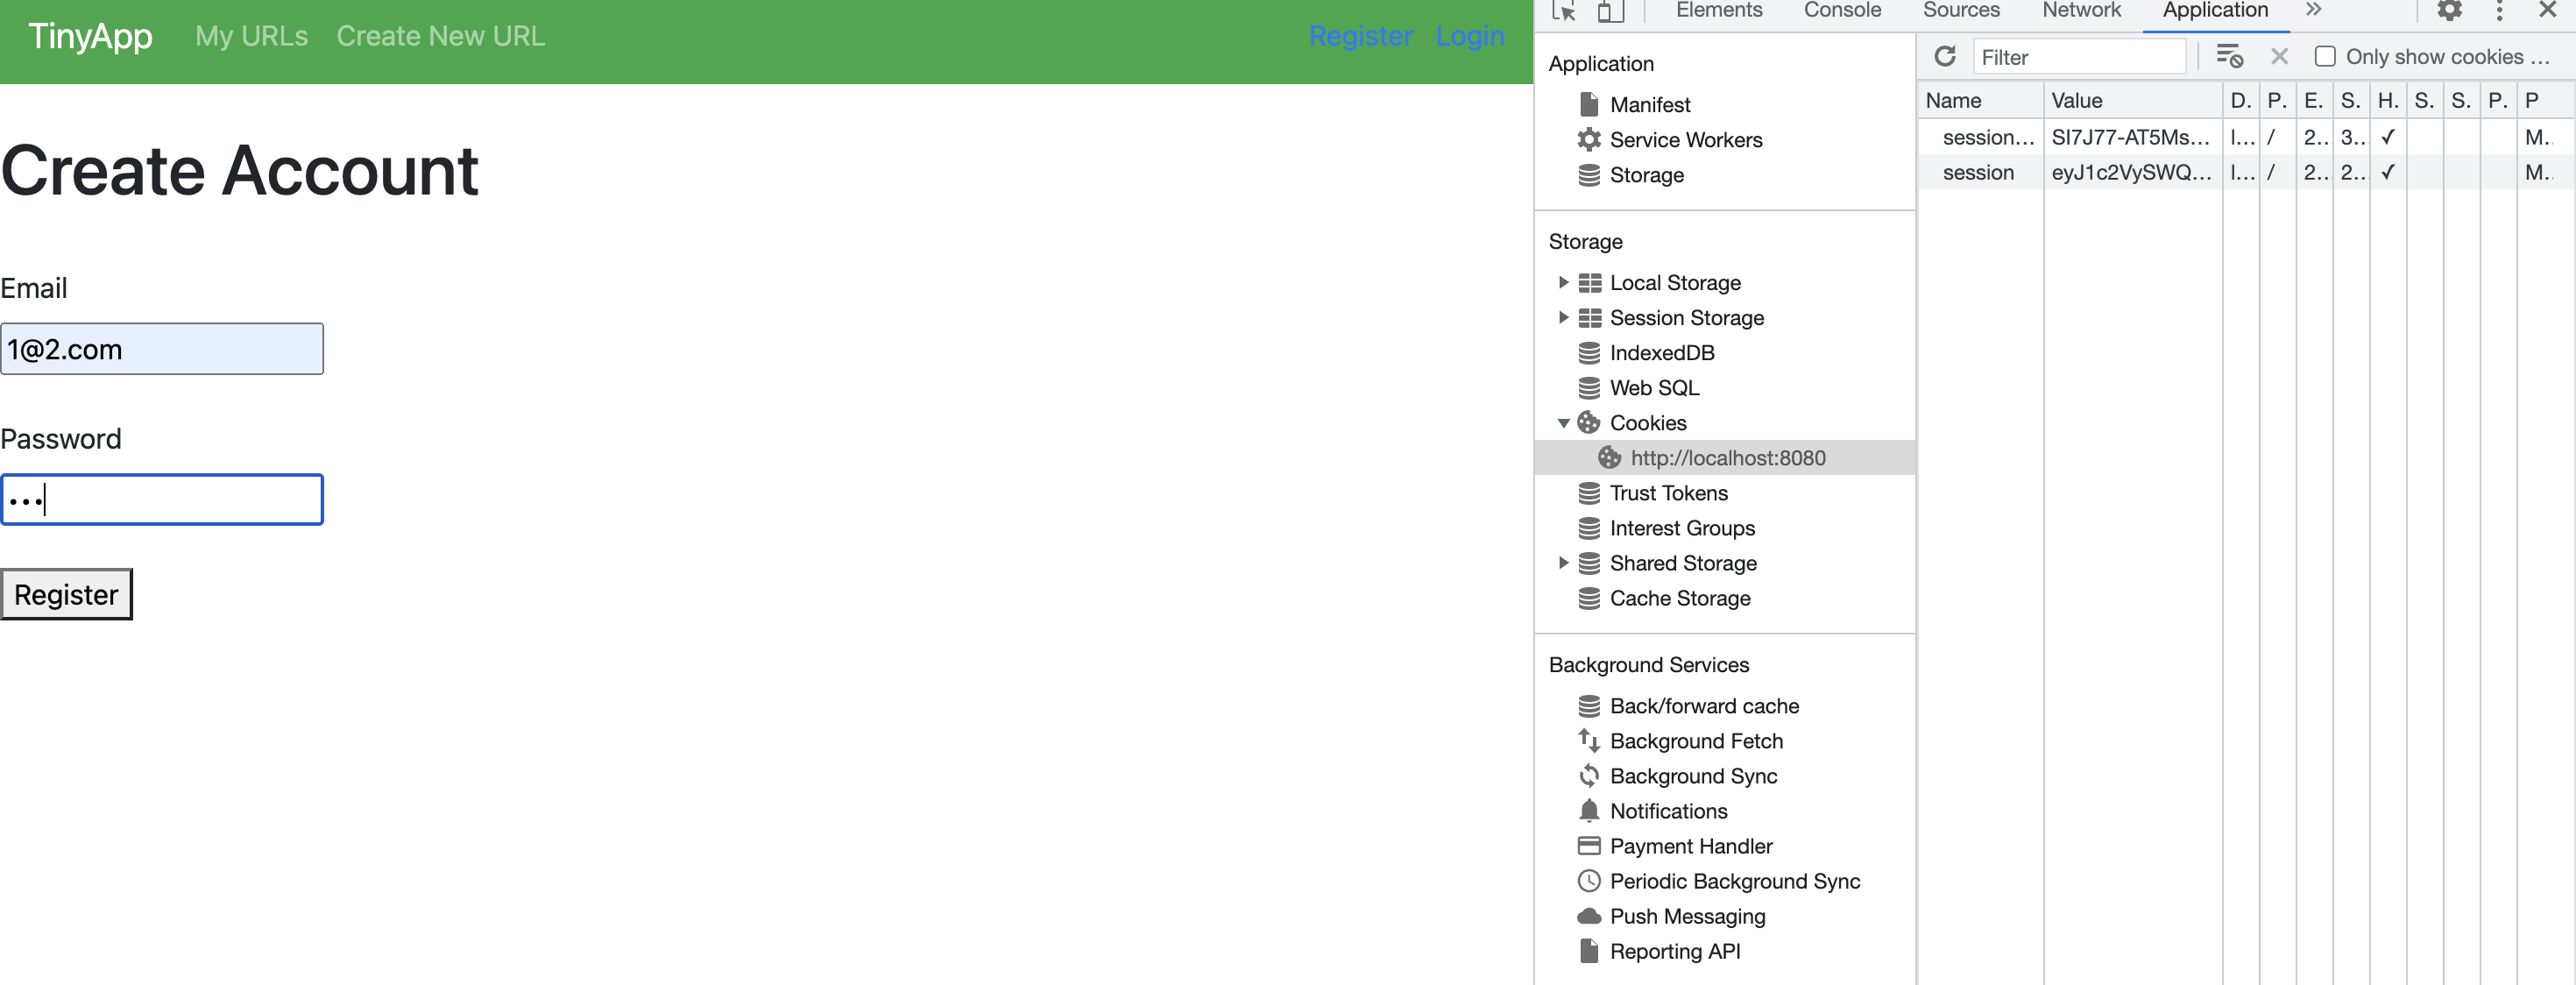 TinyApp My URLs Create New URL Register Login
Create Account
Email
1@2.com
Password
•••
Register
Elements Console Sources Network Application »
Application
Manifest
Service Workers
Storage
Storage
Local Storage
Session Storage
IndexedDB
Web SQL
Cookies
http://localhost:8080
Trust Tokens
Interest Groups
Shared Storage
Cache Storage
Background Services
Back/forward cache
Background Fetch
Background Sync
Notifications
Payment Handler
Periodic Background Sync
Push Messaging
Reporting API
Filter Only show cookies ...
Name Value D. P. E. S. H. S. S. P. P
session... SI7J77-AT5Ms... l... / 2.. 3.. ✓ M..
session eyJ1c2VySWQ... l... / 2.. 2.. ✓ M..